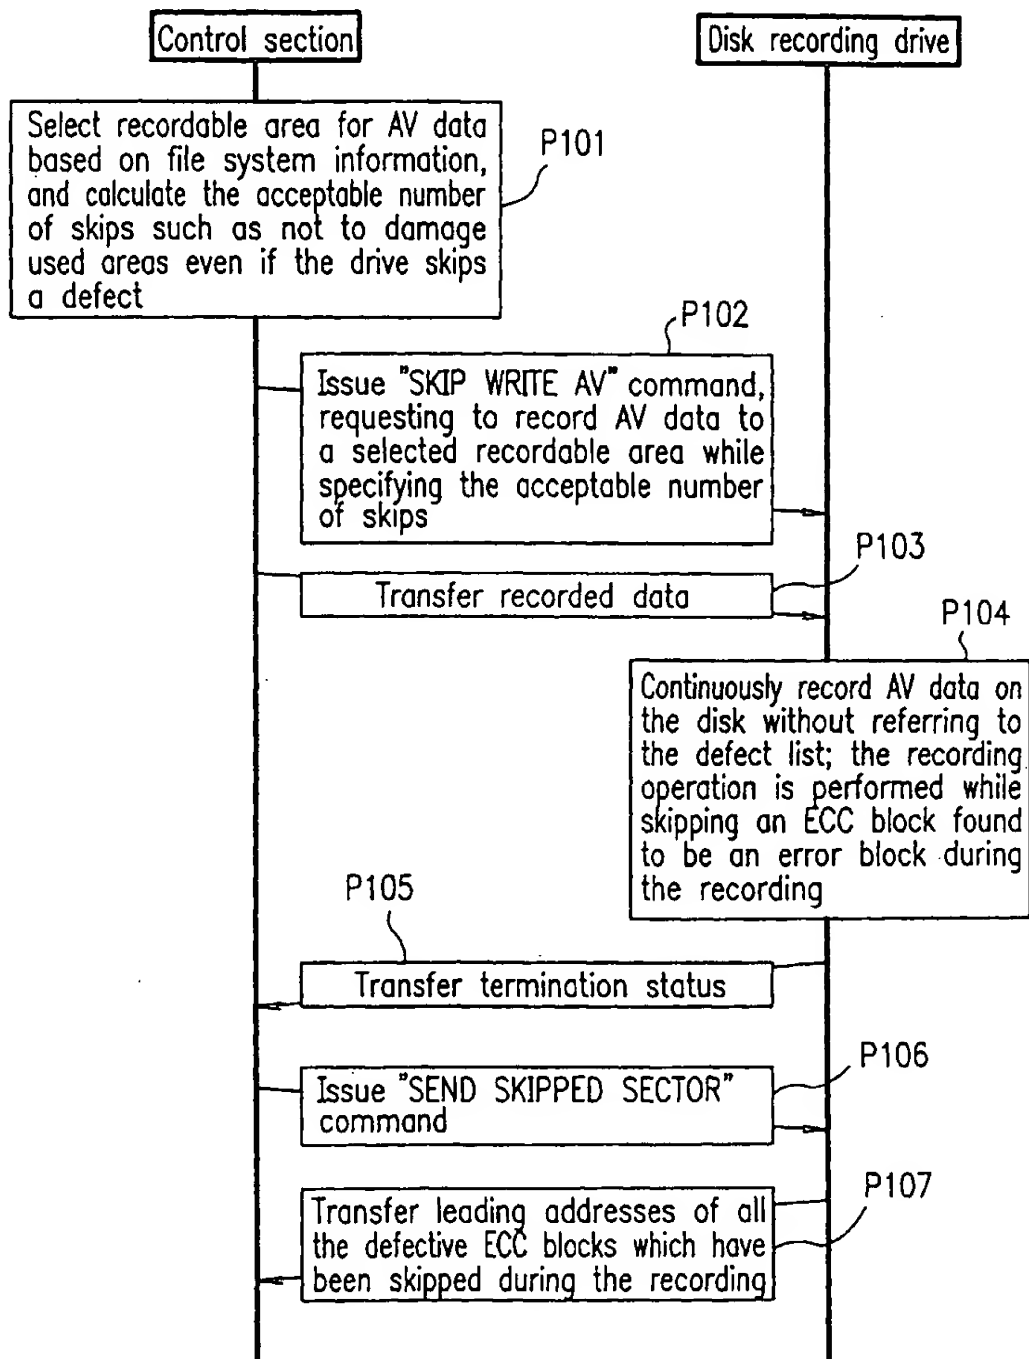 Control section
Disk recording drive
Select recordable area for AV data
based on file system information,
and calculate the acceptable number
of skips such as not to damage
used areas even if the drive skips
a defect
P101
P102
Issue "SKIP WRITE AV" command,
requesting to record AV data to
a selected recordable area while
specifying the acceptable number
of skips
P103
Transfer recorded data
P104
Continuously record AV data on
the disk without referring to
the defect list; the recording
operation is performed while
skipping an ECC block found
to be an error block during
the recording
P105
Transfer termination status
P106
Issue "SEND SKIPPED SECTOR"
command
P107
Transfer leading addresses of all
the defective ECC blocks which have
been skipped during the recording